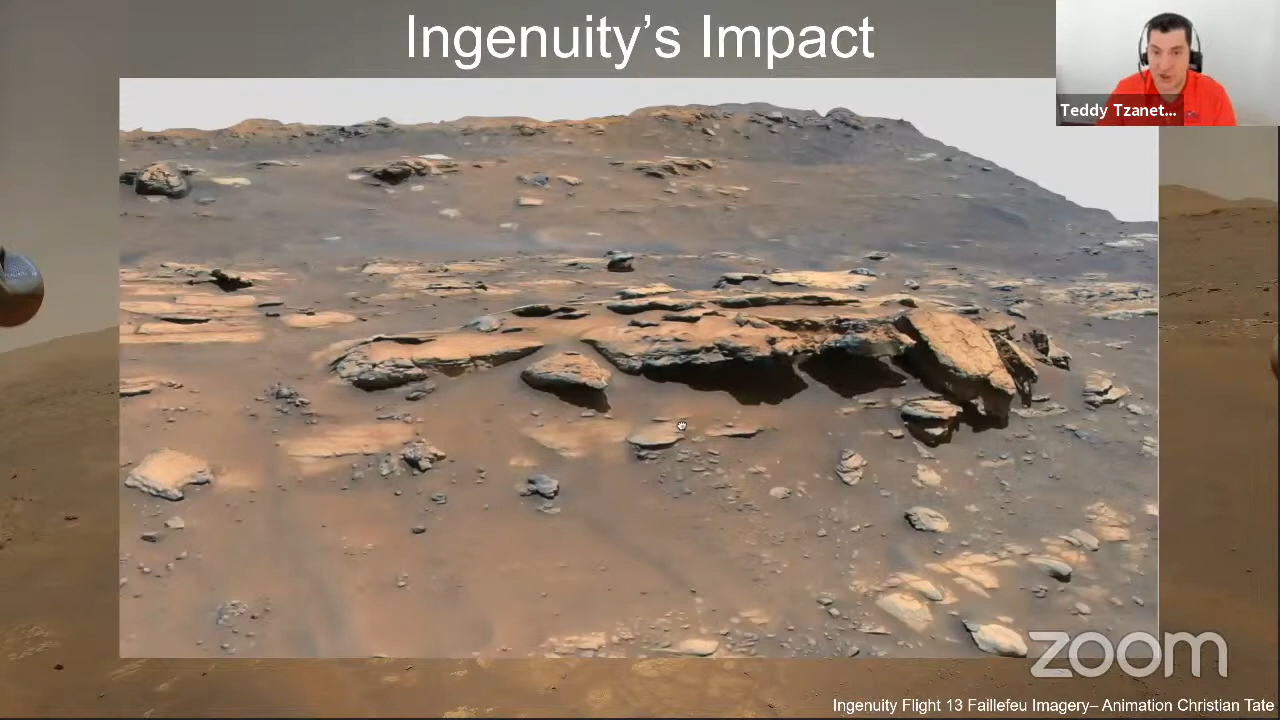 Ingenuity’s Impact
Teddy Tzanet...
zoom
Ingenuity Flight 13 Faillefeu Imagery– Animation Christian Tate